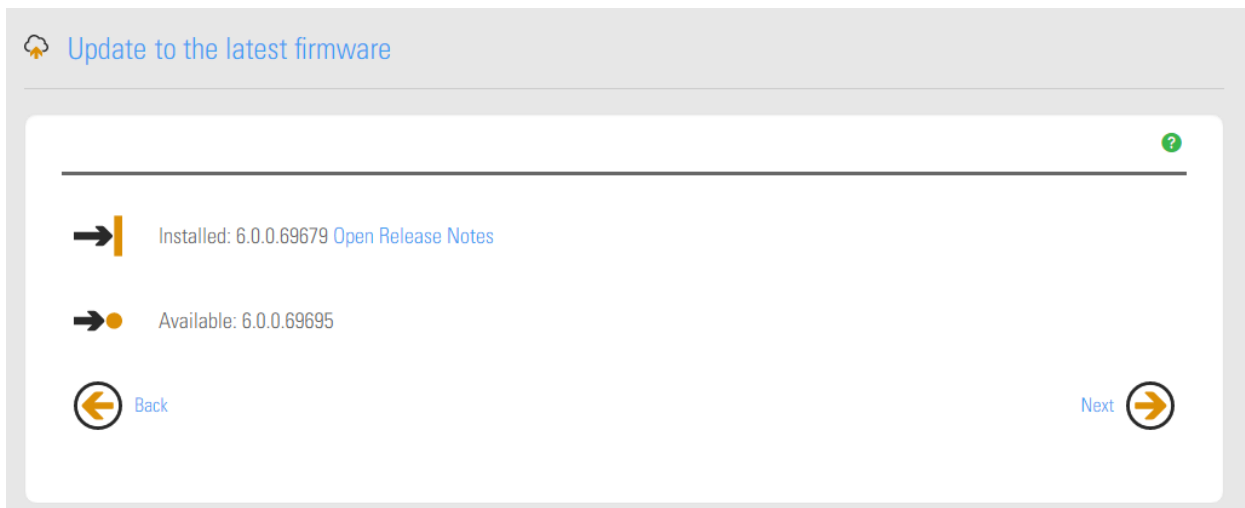 Update to the latest firmware
?
Installed: 6.0.0.69679 Open Release Notes
Available: 6.0.0.69695
Back
Next